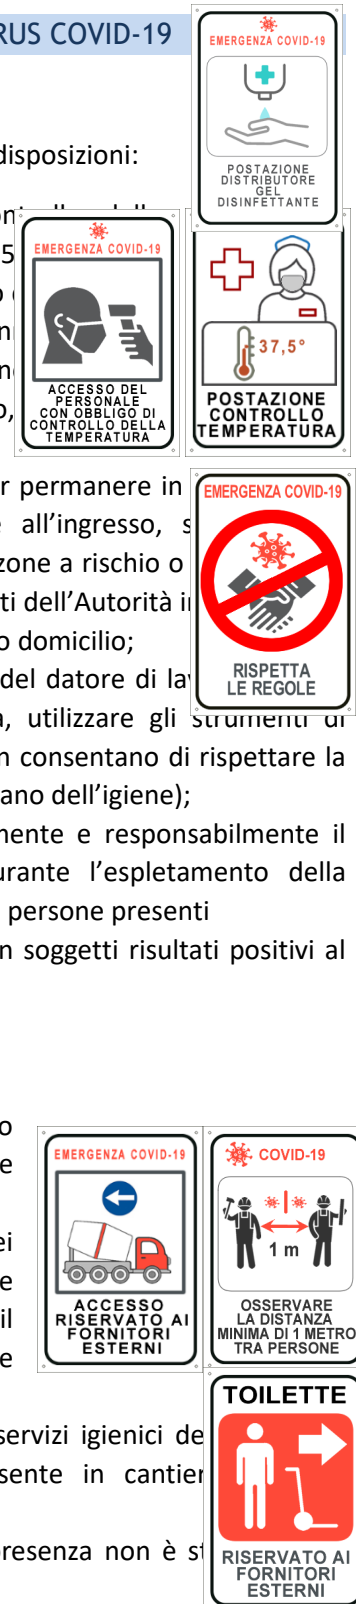 RUS COVID-19
EMERGENZA COVID-19
POSTAZIONE
DISTRIBUTORE
GEL
DISINFETTANTE
disposizioni:
5
EMERGENZA COVID-19
ACCESSO DEL
PERSONALE
CON OBBLIGO DI
CONTROLLO DELLA
TEMPERATURA
37,5°
POSTAZIONE
CONTROLLO
TEMPERATURA
o,
r permanere in
e all’ingresso, s
zone a rischio o
ti dell’Autorità i
o domicilio;
del datore di la
a, utilizzare gli strumenti di
n consentano di rispettare la
ano dell’igiene);
mente e responsabilmente il
urante l’espletamento della
persone presenti
n soggetti risultati positivi al
EMERGENZA COVID-19
RISPETTA
LE REGOLE
o
e
ei
e
il
e
EMERGENZA COVID-19
ACCESSO
RISERVATO AI
FORNITORI
ESTERNI
COVID-19
1 m
OSSERVARE
LA DISTANZA
MINIMA DI 1 METRO
TRA PERSONE
servizi igienici de
sente in cantier
presenza non è st
TOILETTE
RISERVATO AI
FORNITORI
ESTERNI